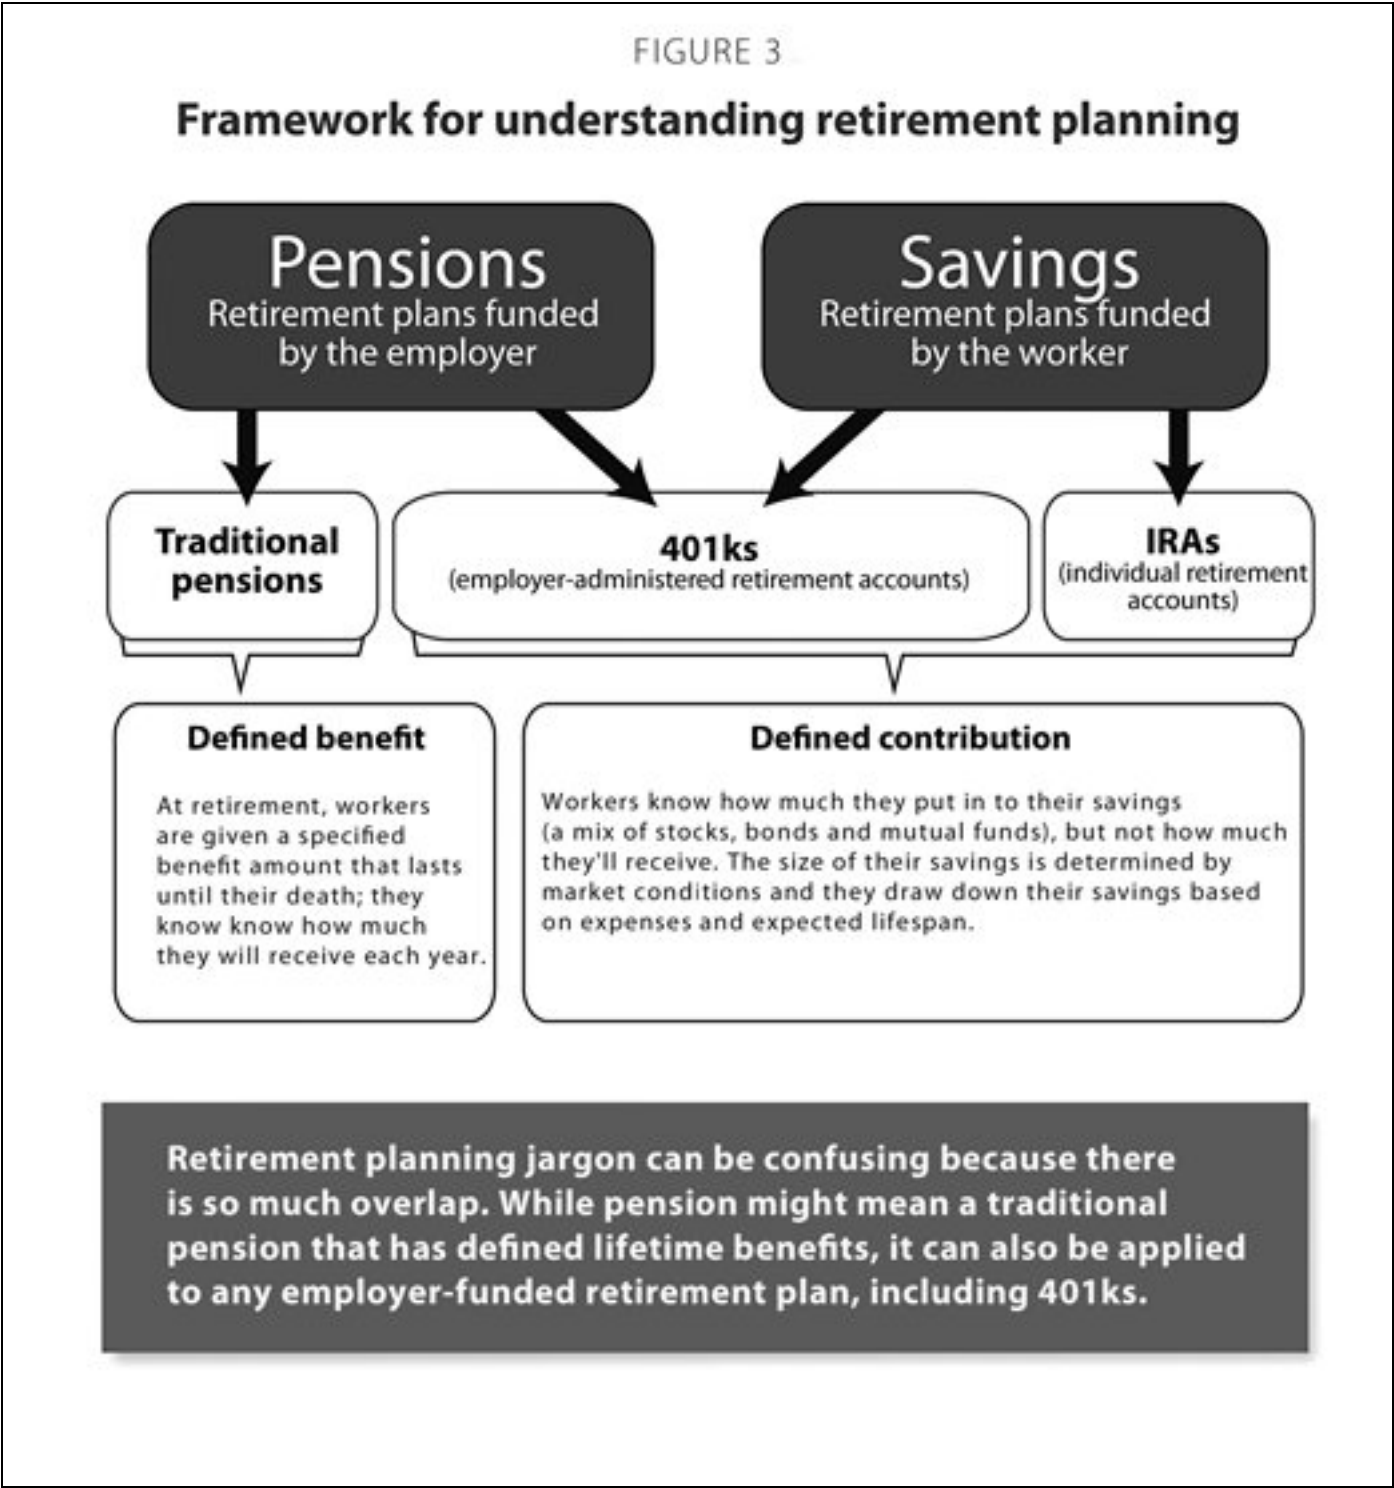 FIGURE 3
Framework for understanding retirement planning
Pensions
Retirement plans funded
by the employer
Savings
Retirement plans funded
by the worker
Traditional
pensions
401ks
(employer-administered retirement accounts)
IRAs
(individual retirement
accounts)
Defined benefit
At retirement, workers
are given a specified
benefit amount that lasts
until their death; they
know know how much
they will receive each year.
Defined contribution
Workers know how much they put in to their savings
(a mix of stocks, bonds and mutual funds), but not how much
they'll receive. The size of their savings is determined by
market conditions and they draw down their savings based
on expenses and expected lifespan.
Retirement planning jargon can be confusing because there
is so much overlap. While pension might mean a traditional
pension that has defined lifetime benefits, it can also be applied
to any employer-funded retirement plan, including 401ks.